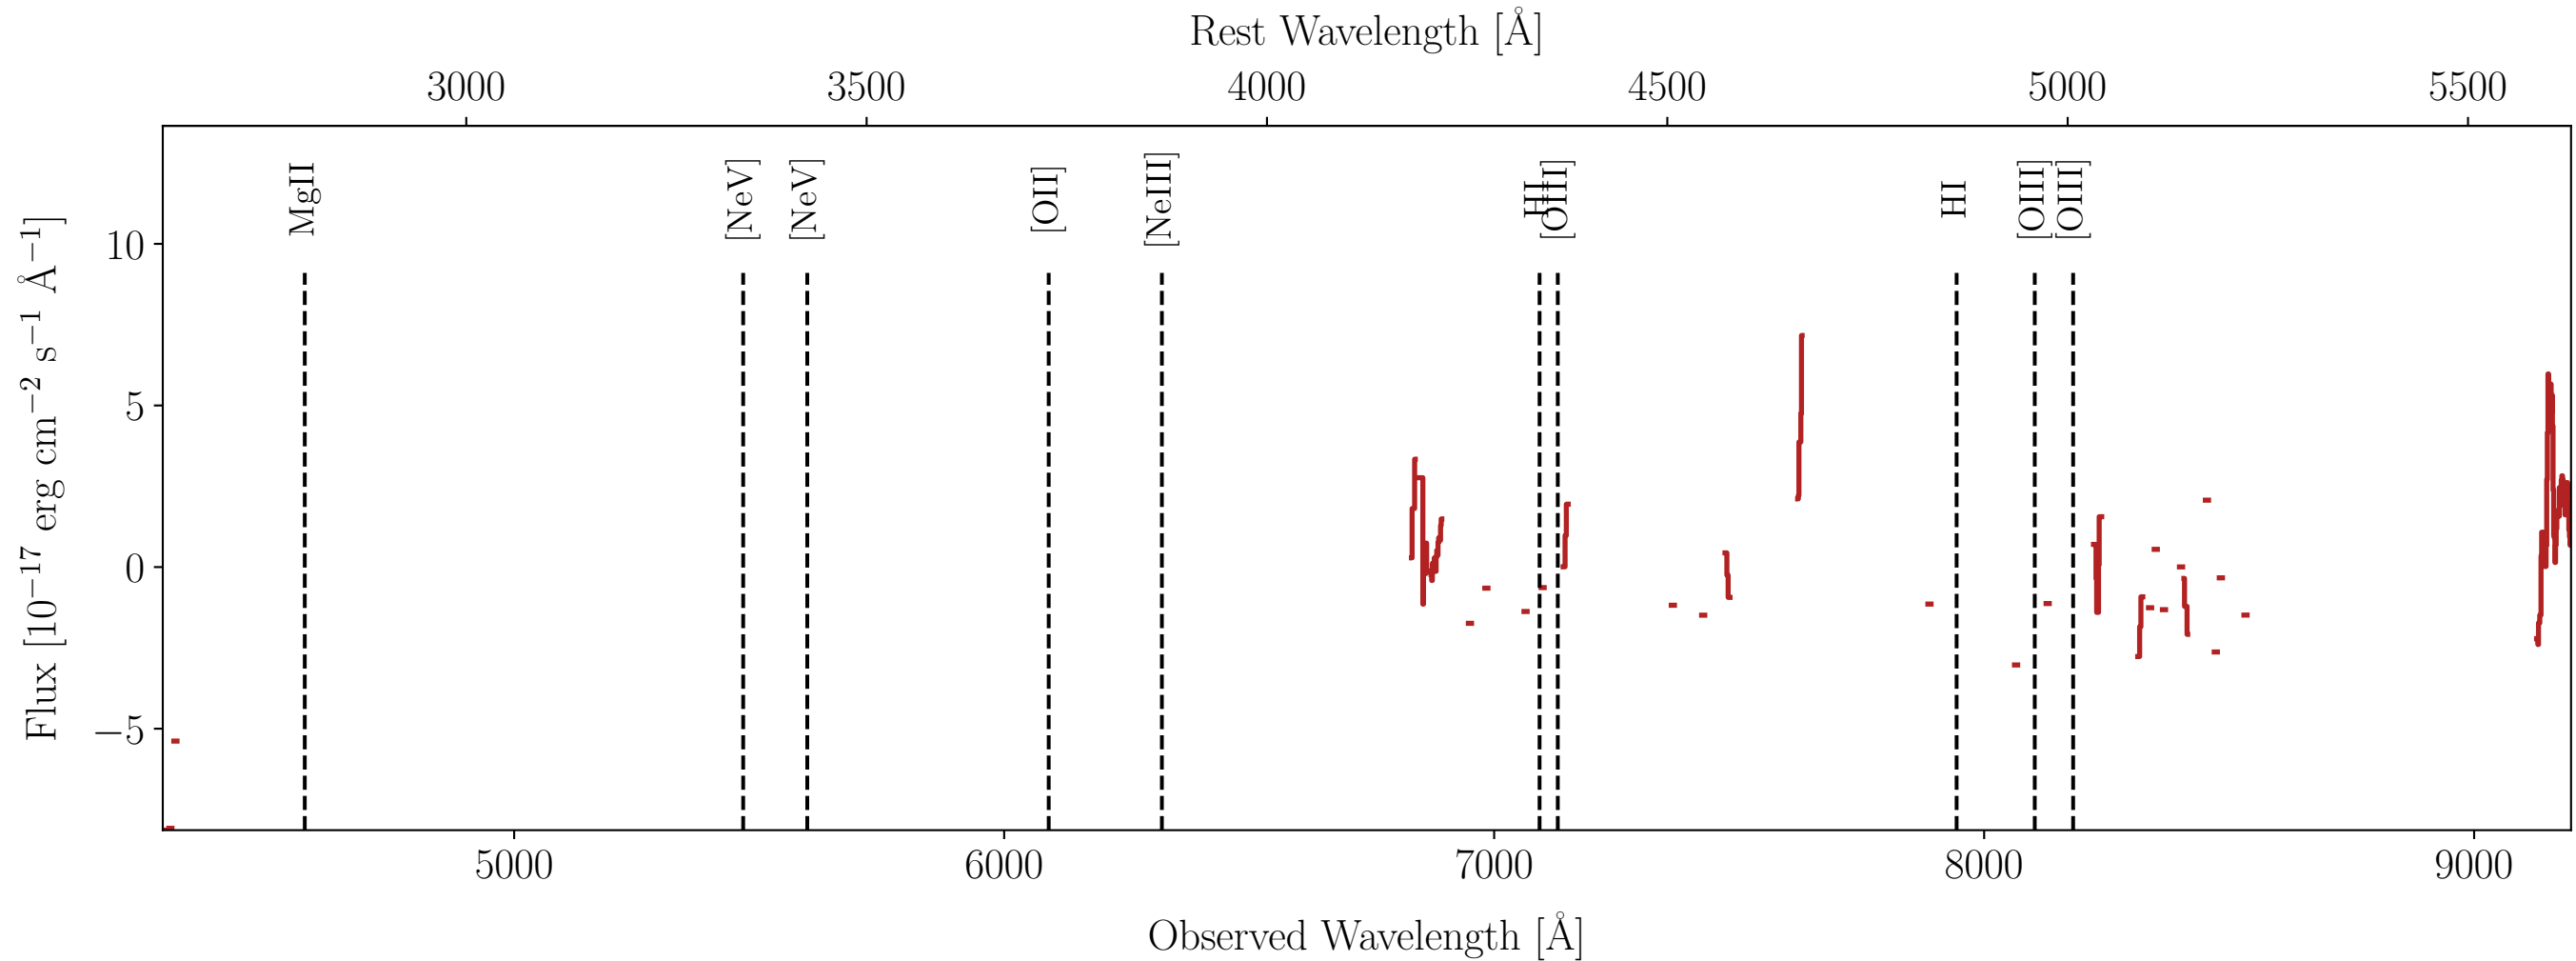 Rest Wavelength [Å]
3000 3500 4000 4500 5000 5500
MgII [NeV] [NeV] [OII] [NeIII] HI [OIII] HI [OIII] [OIII]
Flux [10⁻¹⁷ erg cm⁻² s⁻¹ Å⁻¹]
10
5
0
−5
5000 6000 7000 8000 9000
Observed Wavelength [Å]